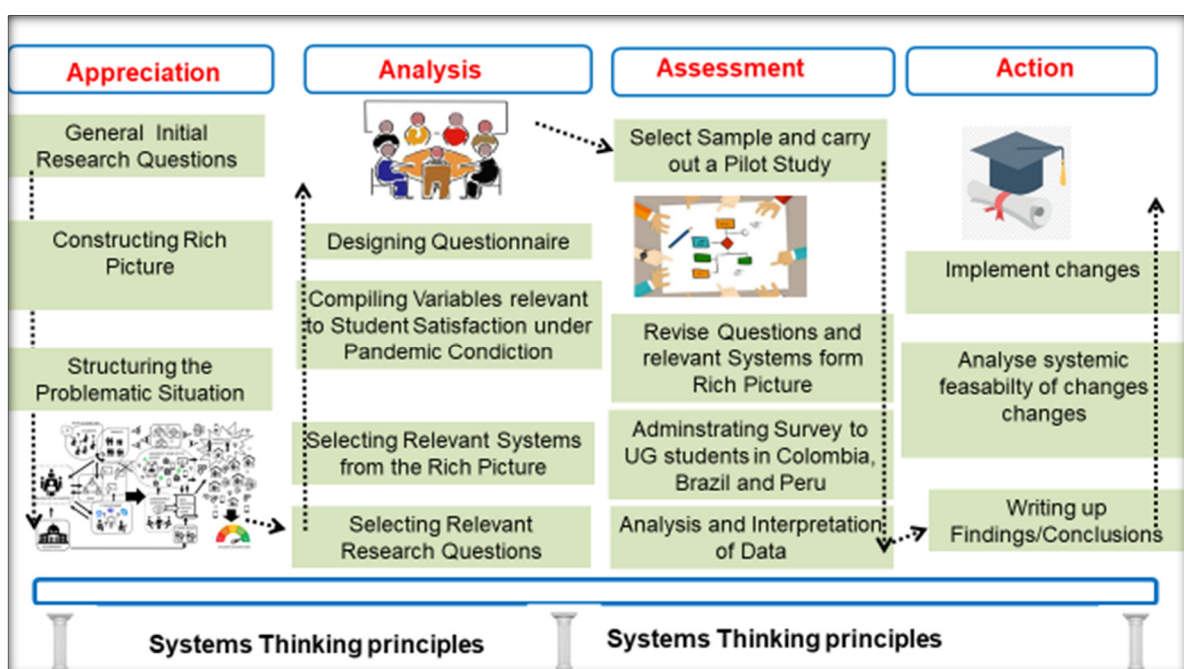 Appreciation
General Initial
Research Questions
Constructing Rich
Picture
Structuring the
Problematic Situation
Analysis
Designing Questionnaire
Compiling Variables relevant
to Student Satisfaction under
Pandemic Condiction
Selecting Relevant Systems
from the Rich Picture
Selecting Relevant
Research Questions
Assessment
Select Sample and carry
out a Pilot Study
Revise Questions and
relevant Systems form
Rich Picture
Adminstrating Survey to
UG students in Colombia,
Brazil and Peru
Analysis and Interpretation
of Data
Action
Implement changes
Analyse systemic
feasabilty of changes
changes
Writing up
Findings/Conclusions
Systems Thinking principles
Systems Thinking principles